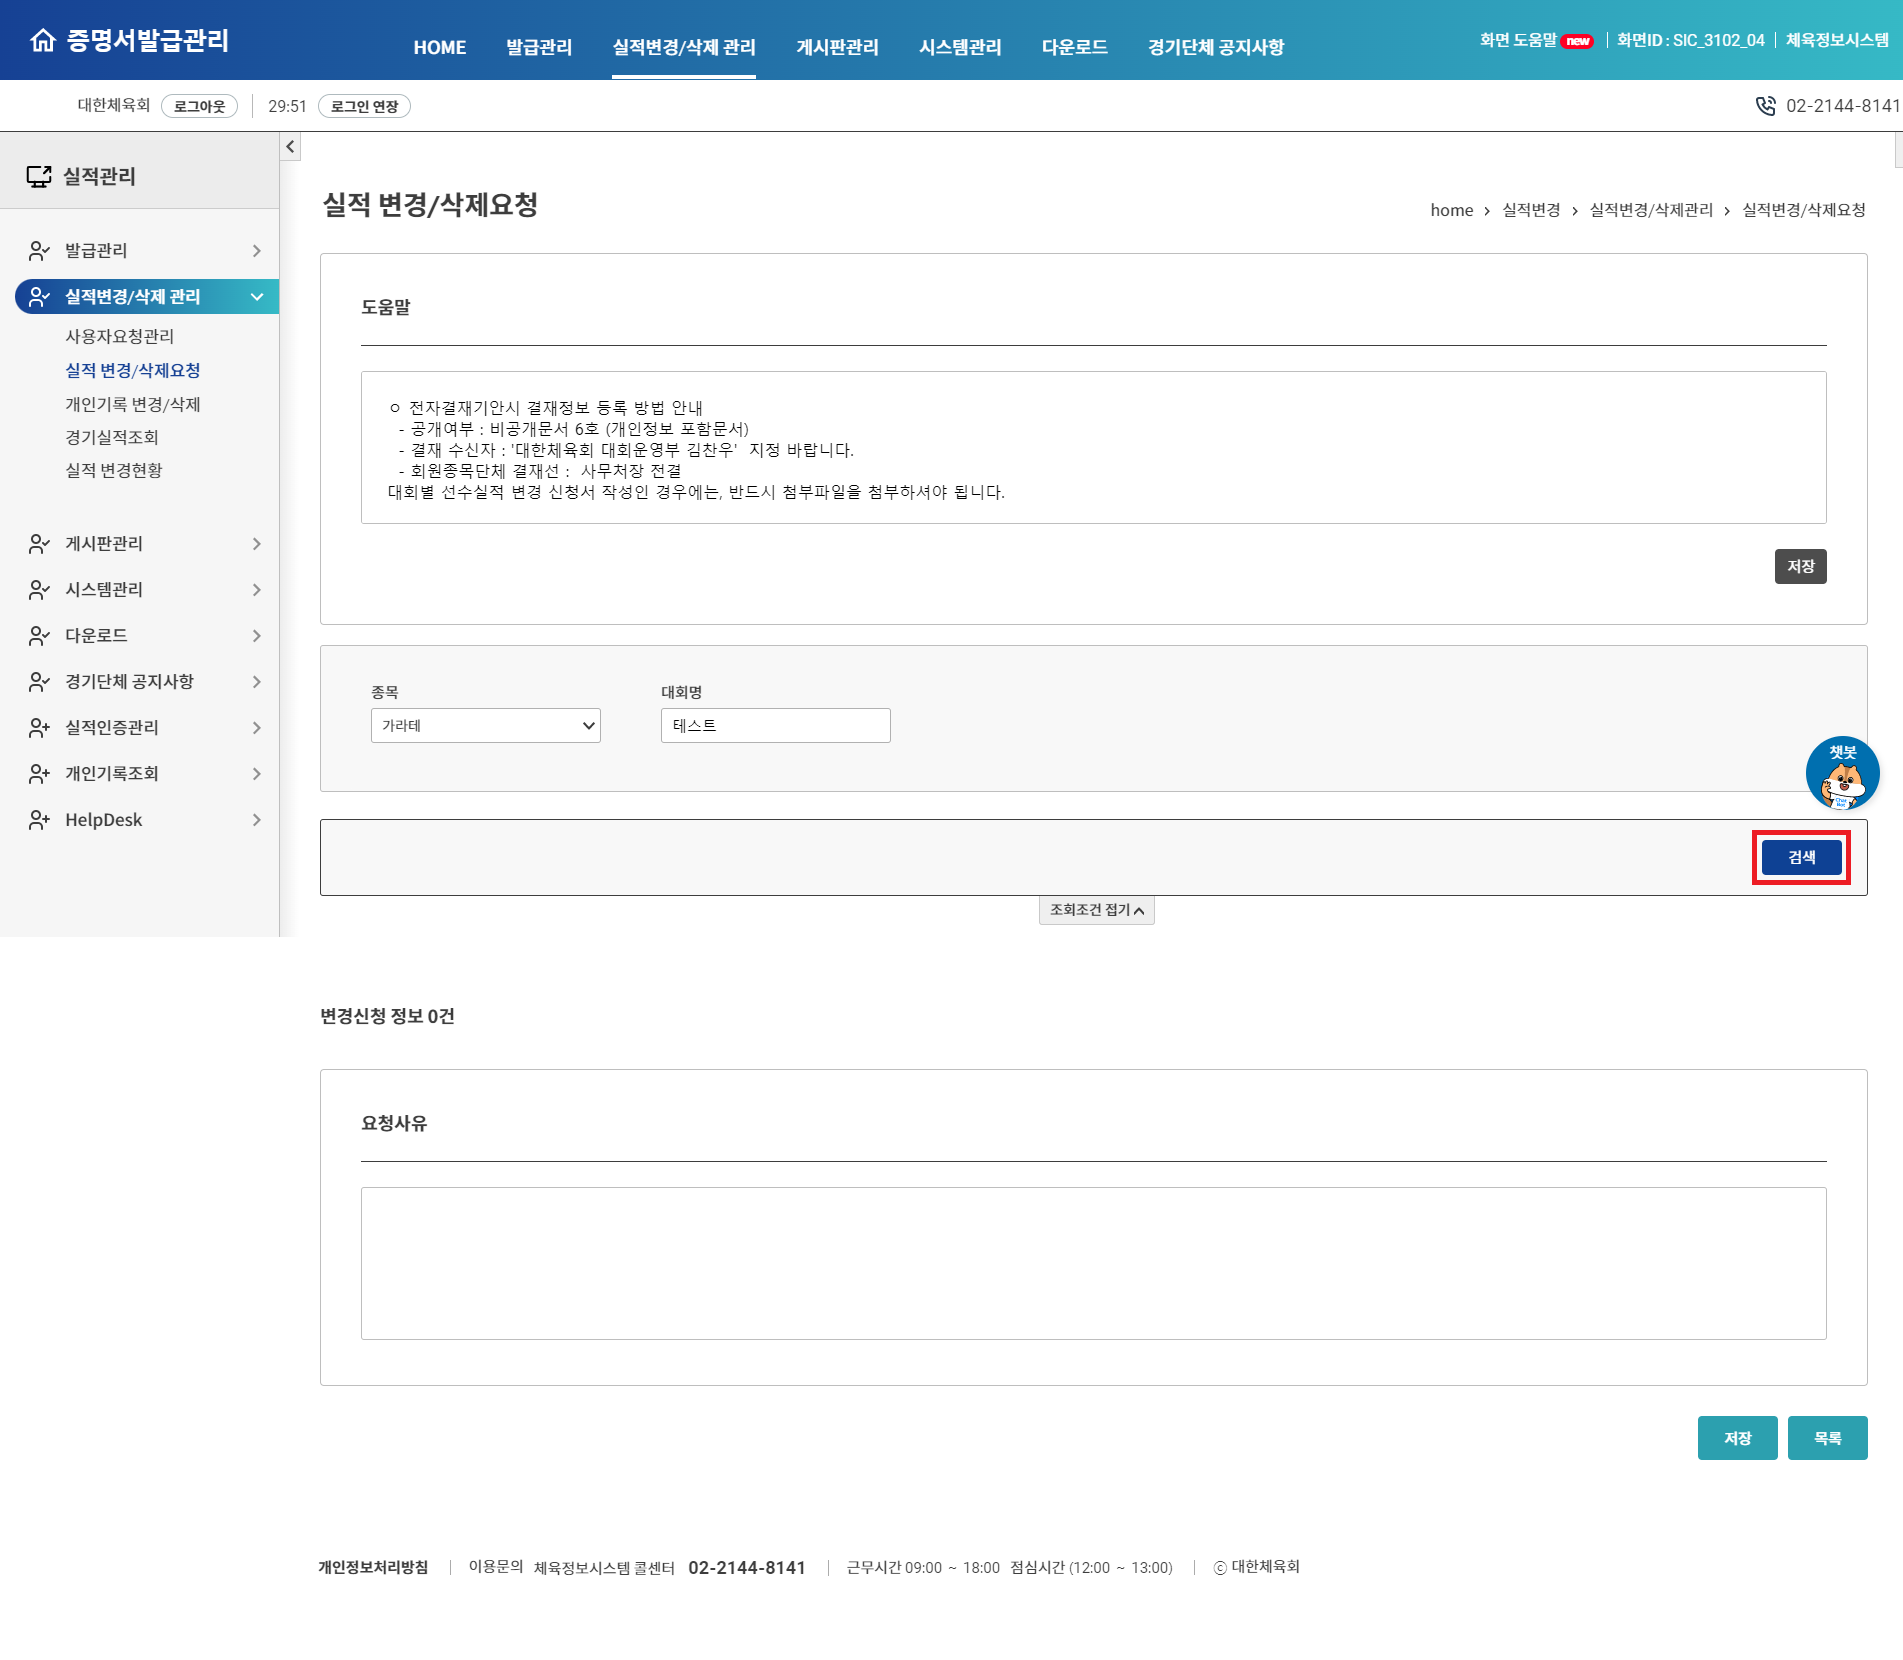 증명서발급관리
HOME 발급관리 실적변경/삭제 관리 게시판관리 시스템관리 다운로드 경기단체 공지사항
화면 도움말 new 화면ID : SIC_3102_04 체육정보시스템
대한체육회 로그아웃 29:51 로그인 연장
02-2144-8141
실적관리
발급관리
실적변경/삭제 관리
사용자요청관리
실적 변경/삭제요청
개인기록 변경/삭제
경기실적조회
실적 변경현황
게시판관리
시스템관리
다운로드
경기단체 공지사항
실적인증관리
개인기록조회
HelpDesk
실적 변경/삭제요청
home > 실적변경 > 실적변경/삭제관리 > 실적변경/삭제요청
도움말
ㅇ 전자결재기안시 결재정보 등록 방법 안내
- 공개여부 : 비공개문서 6호 (개인정보 포함문서)
- 결재 수신자 : '대한체육회 대회운영부 김찬우' 지정 바랍니다.
- 회원종목단체 결재선 : 사무처장 전결
대회별 선수실적 변경 신청서 작성인 경우에는, 반드시 첨부파일을 첨부하셔야 됩니다.
저장
종목 대회명
가라테 테스트
챗봇
검색
조회조건 접기
변경신청 정보 0건
요청사유
저장 목록
개인정보처리방침 이용문의 체육정보시스템 콜센터 02-2144-8141 근무시간 09:00 ~ 18:00 점심시간 (12:00 ~ 13:00) ⓒ 대한체육회